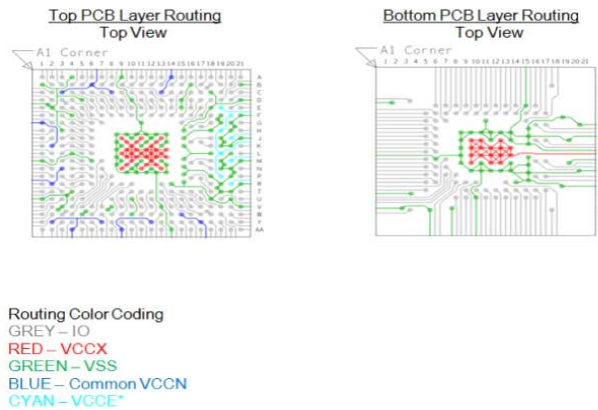 Top PCB Layer Routing
Top View
A1 Corner
1 2 3 4 5 6 7 8 9 10 11 12 13 14 15 16 17 18 19 20 21
A
B
C
D
E
F
G
H
J
K
L
M
N
P
R
T
U
V
W
Y
AA
Bottom PCB Layer Routing
Top View
A1 Corner
1 2 3 4 5 6 7 8 9 10 11 12 13 14 15 16 17 18 19 20 21
Routing Color Coding
GREY – IO
RED – VCCX
GREEN – VSS
BLUE – Common VCCN
CYAN – VCCE*